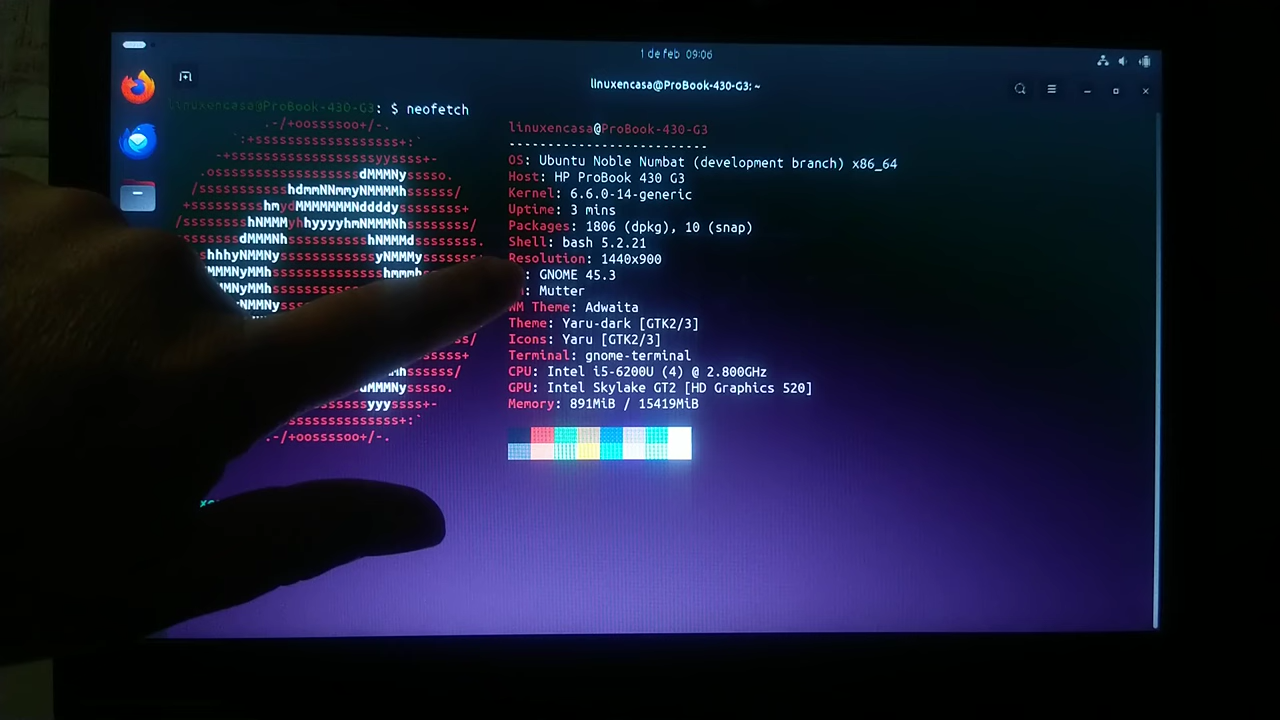 1 de feb 09:06
linuxencasa@ProBook-430-G3: ~
linuxencasa@ProBook-430-G3: $ neofetch
linuxencasa@ProBook-430-G3
--------------------------
OS: Ubuntu Noble Numbat (development branch) x86_64
Host: HP ProBook 430 G3
Kernel: 6.6.0-14-generic
Uptime: 3 mins
Packages: 1806 (dpkg), 10 (snap)
Shell: bash 5.2.21
Resolution: 1440x900
: GNOME 45.3
: Mutter
WM Theme: Adwaita
Theme: Yaru-dark [GTK2/3]
Icons: Yaru [GTK2/3]
Terminal: gnome-terminal
CPU: Intel i5-6200U (4) @ 2.800GHz
GPU: Intel Skylake GT2 [HD Graphics 520]
Memory: 891MiB / 15419MiB